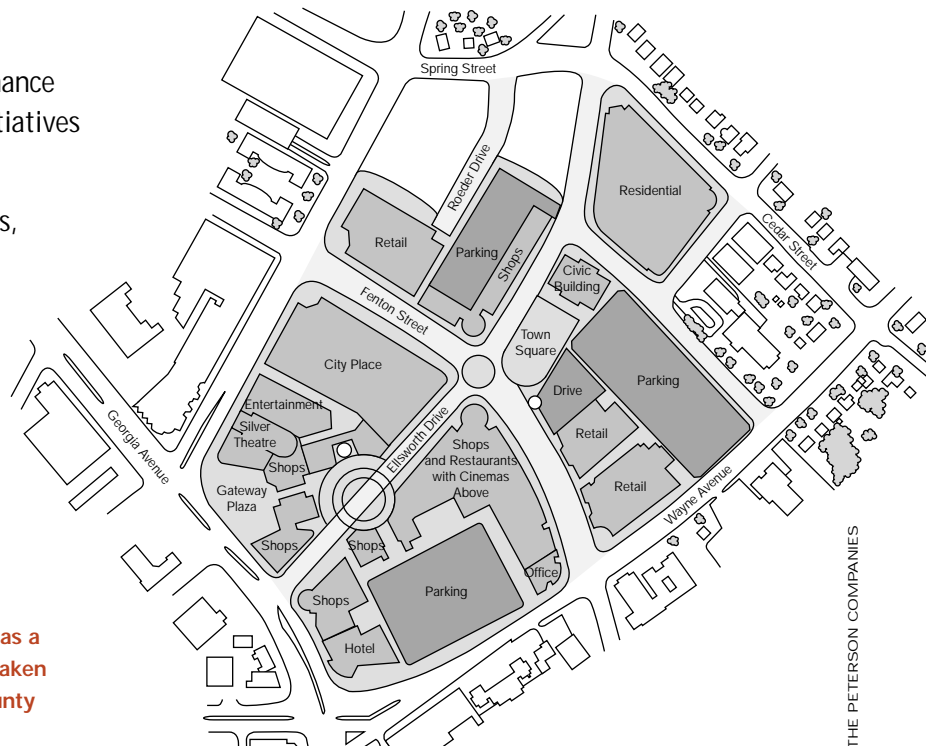 nance
tiatives
s,
as a
aken
unty
Spring Street
Roeder Drive
Residential
Cedar Street
Retail
Parking
Shops
Civic
Building
Fenton Street
Town
Square
City Place
Parking
Drive
Entertainment
Silver
Theatre
Ellsworth Drive
Retail
Georgia Avenue
Shops
Shops
and Restaurants
with Cinemas
Above
Gateway
Plaza
Retail
Wayne Avenue
Shops
Shops
Office
Parking
Shops
Hotel
THE PETERSON COMPANIES